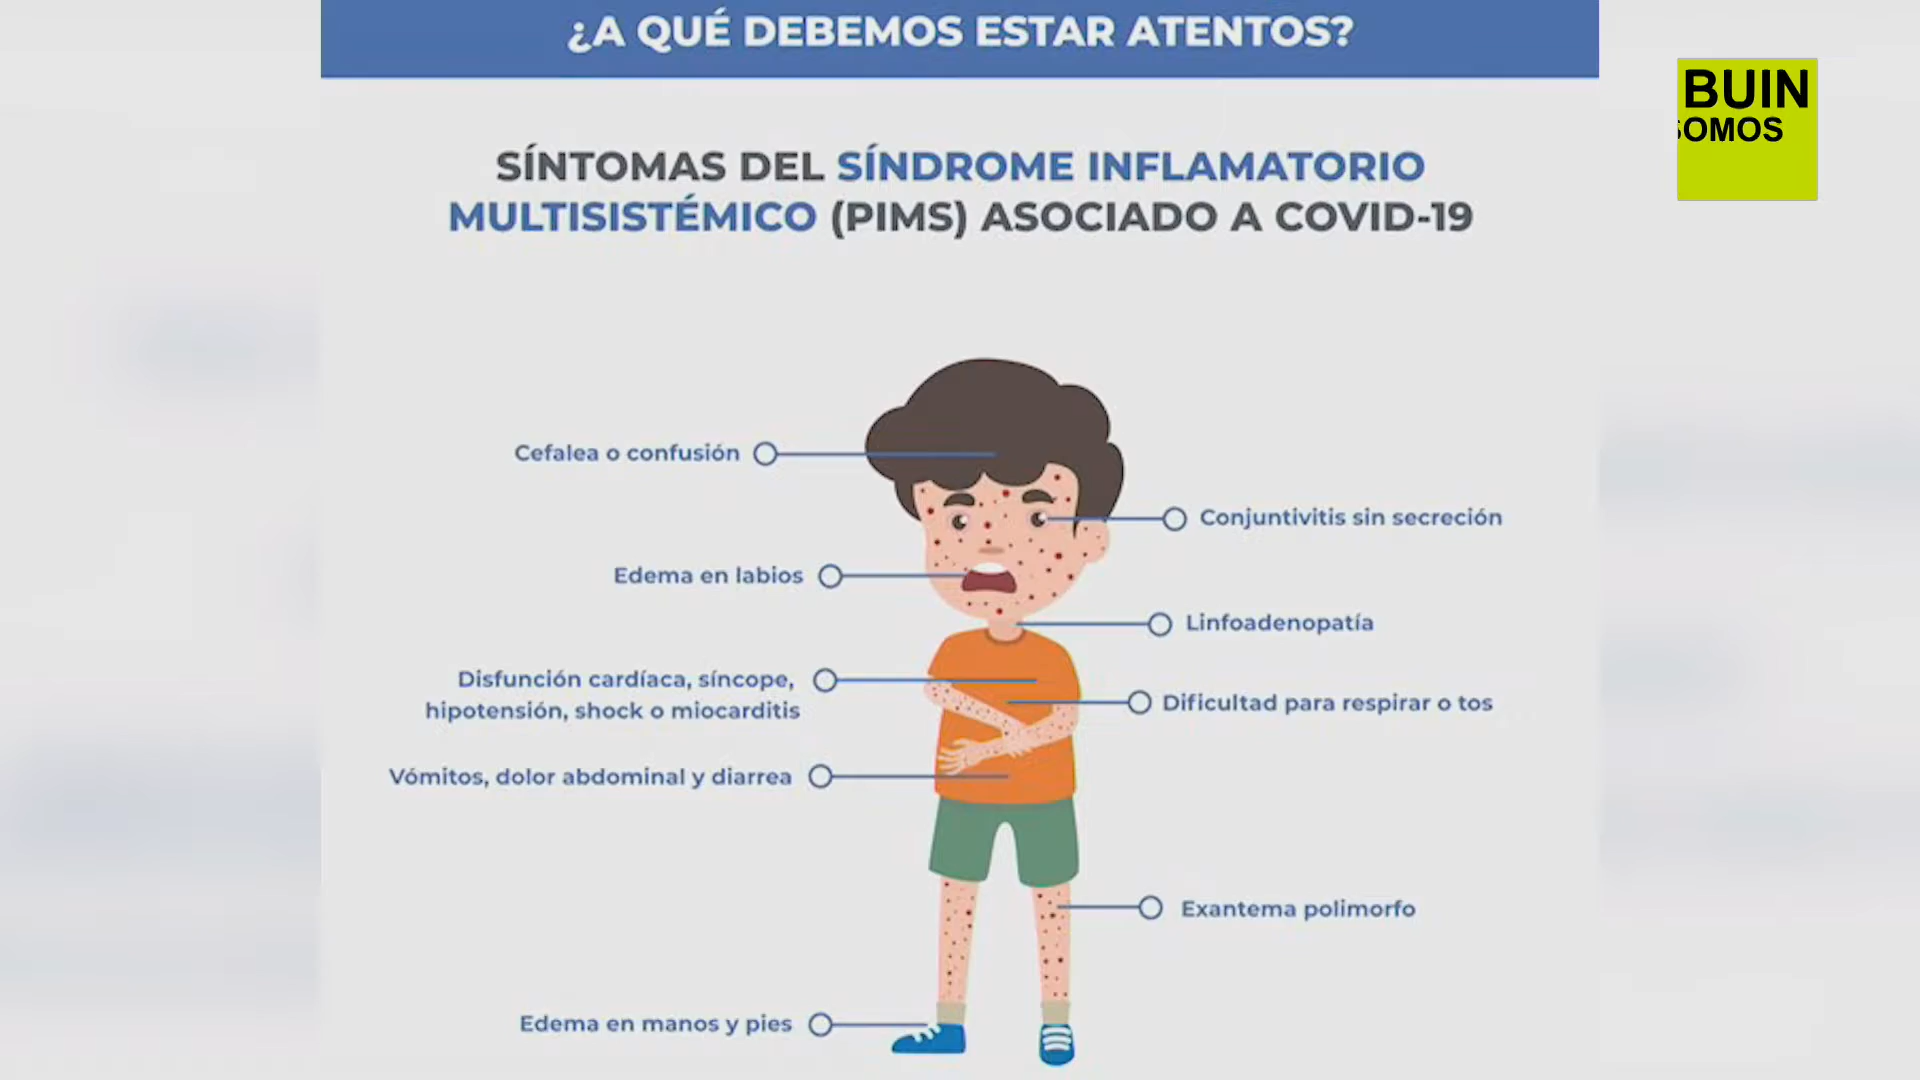 ¿A QUÉ DEBEMOS ESTAR ATENTOS?
BUIN
SOMOS
SÍNTOMAS DEL SÍNDROME INFLAMATORIO
MULTISISTÉMICO (PIMS) ASOCIADO A COVID-19
Cefalea o confusión
Conjuntivitis sin secreción
Edema en labios
Linfoadenopatía
Disfunción cardíaca, síncope,
hipotensión, shock o miocarditis
Dificultad para respirar o tos
Vómitos, dolor abdominal y diarrea
Exantema polimorfo
Edema en manos y pies